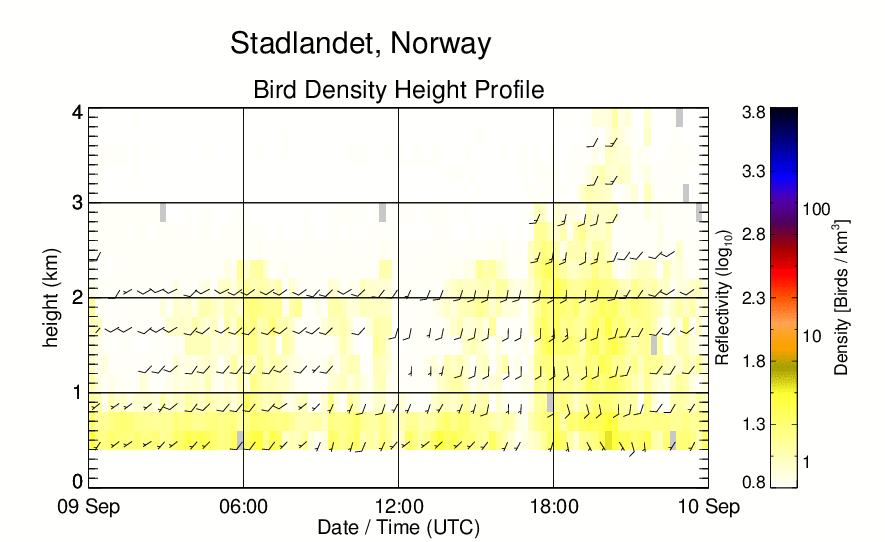 Stadlandet, Norway
Bird Density Height Profile
4
3
2
1
0
height (km)
09 Sep 06:00 12:00 18:00 10 Sep
Date / Time (UTC)
3.8
3.3
2.8
2.3
1.8
1.3
0.8
Reflectivity (log10)
100
10
1
Density [Birds / km3]